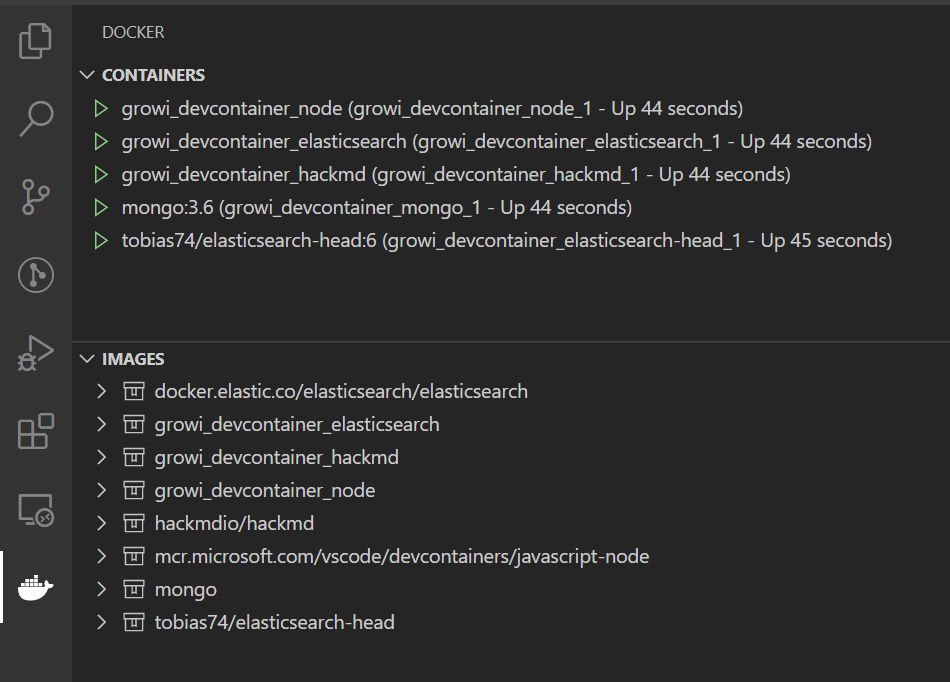 DOCKER
CONTAINERS
growi_devcontainer_node (growi_devcontainer_node_1 - Up 44 seconds)
growi_devcontainer_elasticsearch (growi_devcontainer_elasticsearch_1 - Up 44 seconds)
growi_devcontainer_hackmd (growi_devcontainer_hackmd_1 - Up 44 seconds)
mongo:3.6 (growi_devcontainer_mongo_1 - Up 44 seconds)
tobias74/elasticsearch-head:6 (growi_devcontainer_elasticsearch-head_1 - Up 45 seconds)
IMAGES
docker.elastic.co/elasticsearch/elasticsearch
growi_devcontainer_elasticsearch
growi_devcontainer_hackmd
growi_devcontainer_node
hackmdio/hackmd
mcr.microsoft.com/vscode/devcontainers/javascript-node
mongo
tobias74/elasticsearch-head